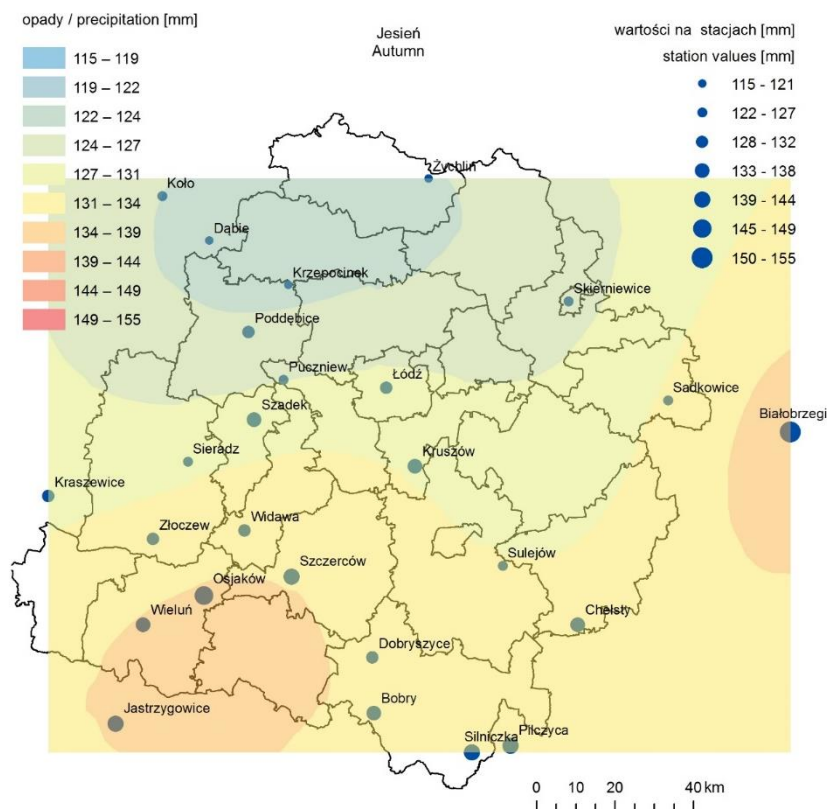 opady / precipitation [mm]
115 – 119
119 – 122
122 – 124
124 – 127
127 – 131
131 – 134
134 – 139
139 – 144
144 – 149
149 – 155
Jesień
Autumn
wartości na stacjach [mm]
station values [mm]
115 - 121
122 - 127
128 - 132
133 - 138
139 - 144
145 - 149
150 - 155
Żychlin
Koło
Dąbie
Krzepocinek
Skierniewice
Poddębice
Puczniew
Łódź
Sadkowice
Szadek
Białobrzegi
Sieradz
Kruszów
Kraszewice
Złoczew
Widawa
Sulejów
Szczerców
Osjaków
Wieluń
Chełsty
Dobryszyce
Jastrzygowice
Bobry
Silniczka
Pilczyca
0 10 20 40 km